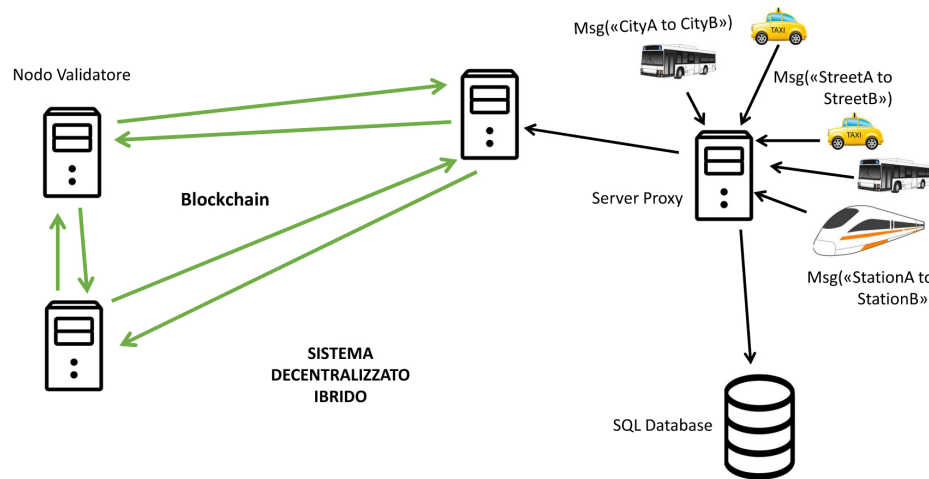 Msg(«CityA to CityB»)
TAXI
Nodo Validatore
Msg(«StreetA to
StreetB»)
TAXI
Blockchain
Server Proxy
Msg(«StationA to
StationB»
SISTEMA
DECENTRALIZZATO
IBRIDO
SQL Database